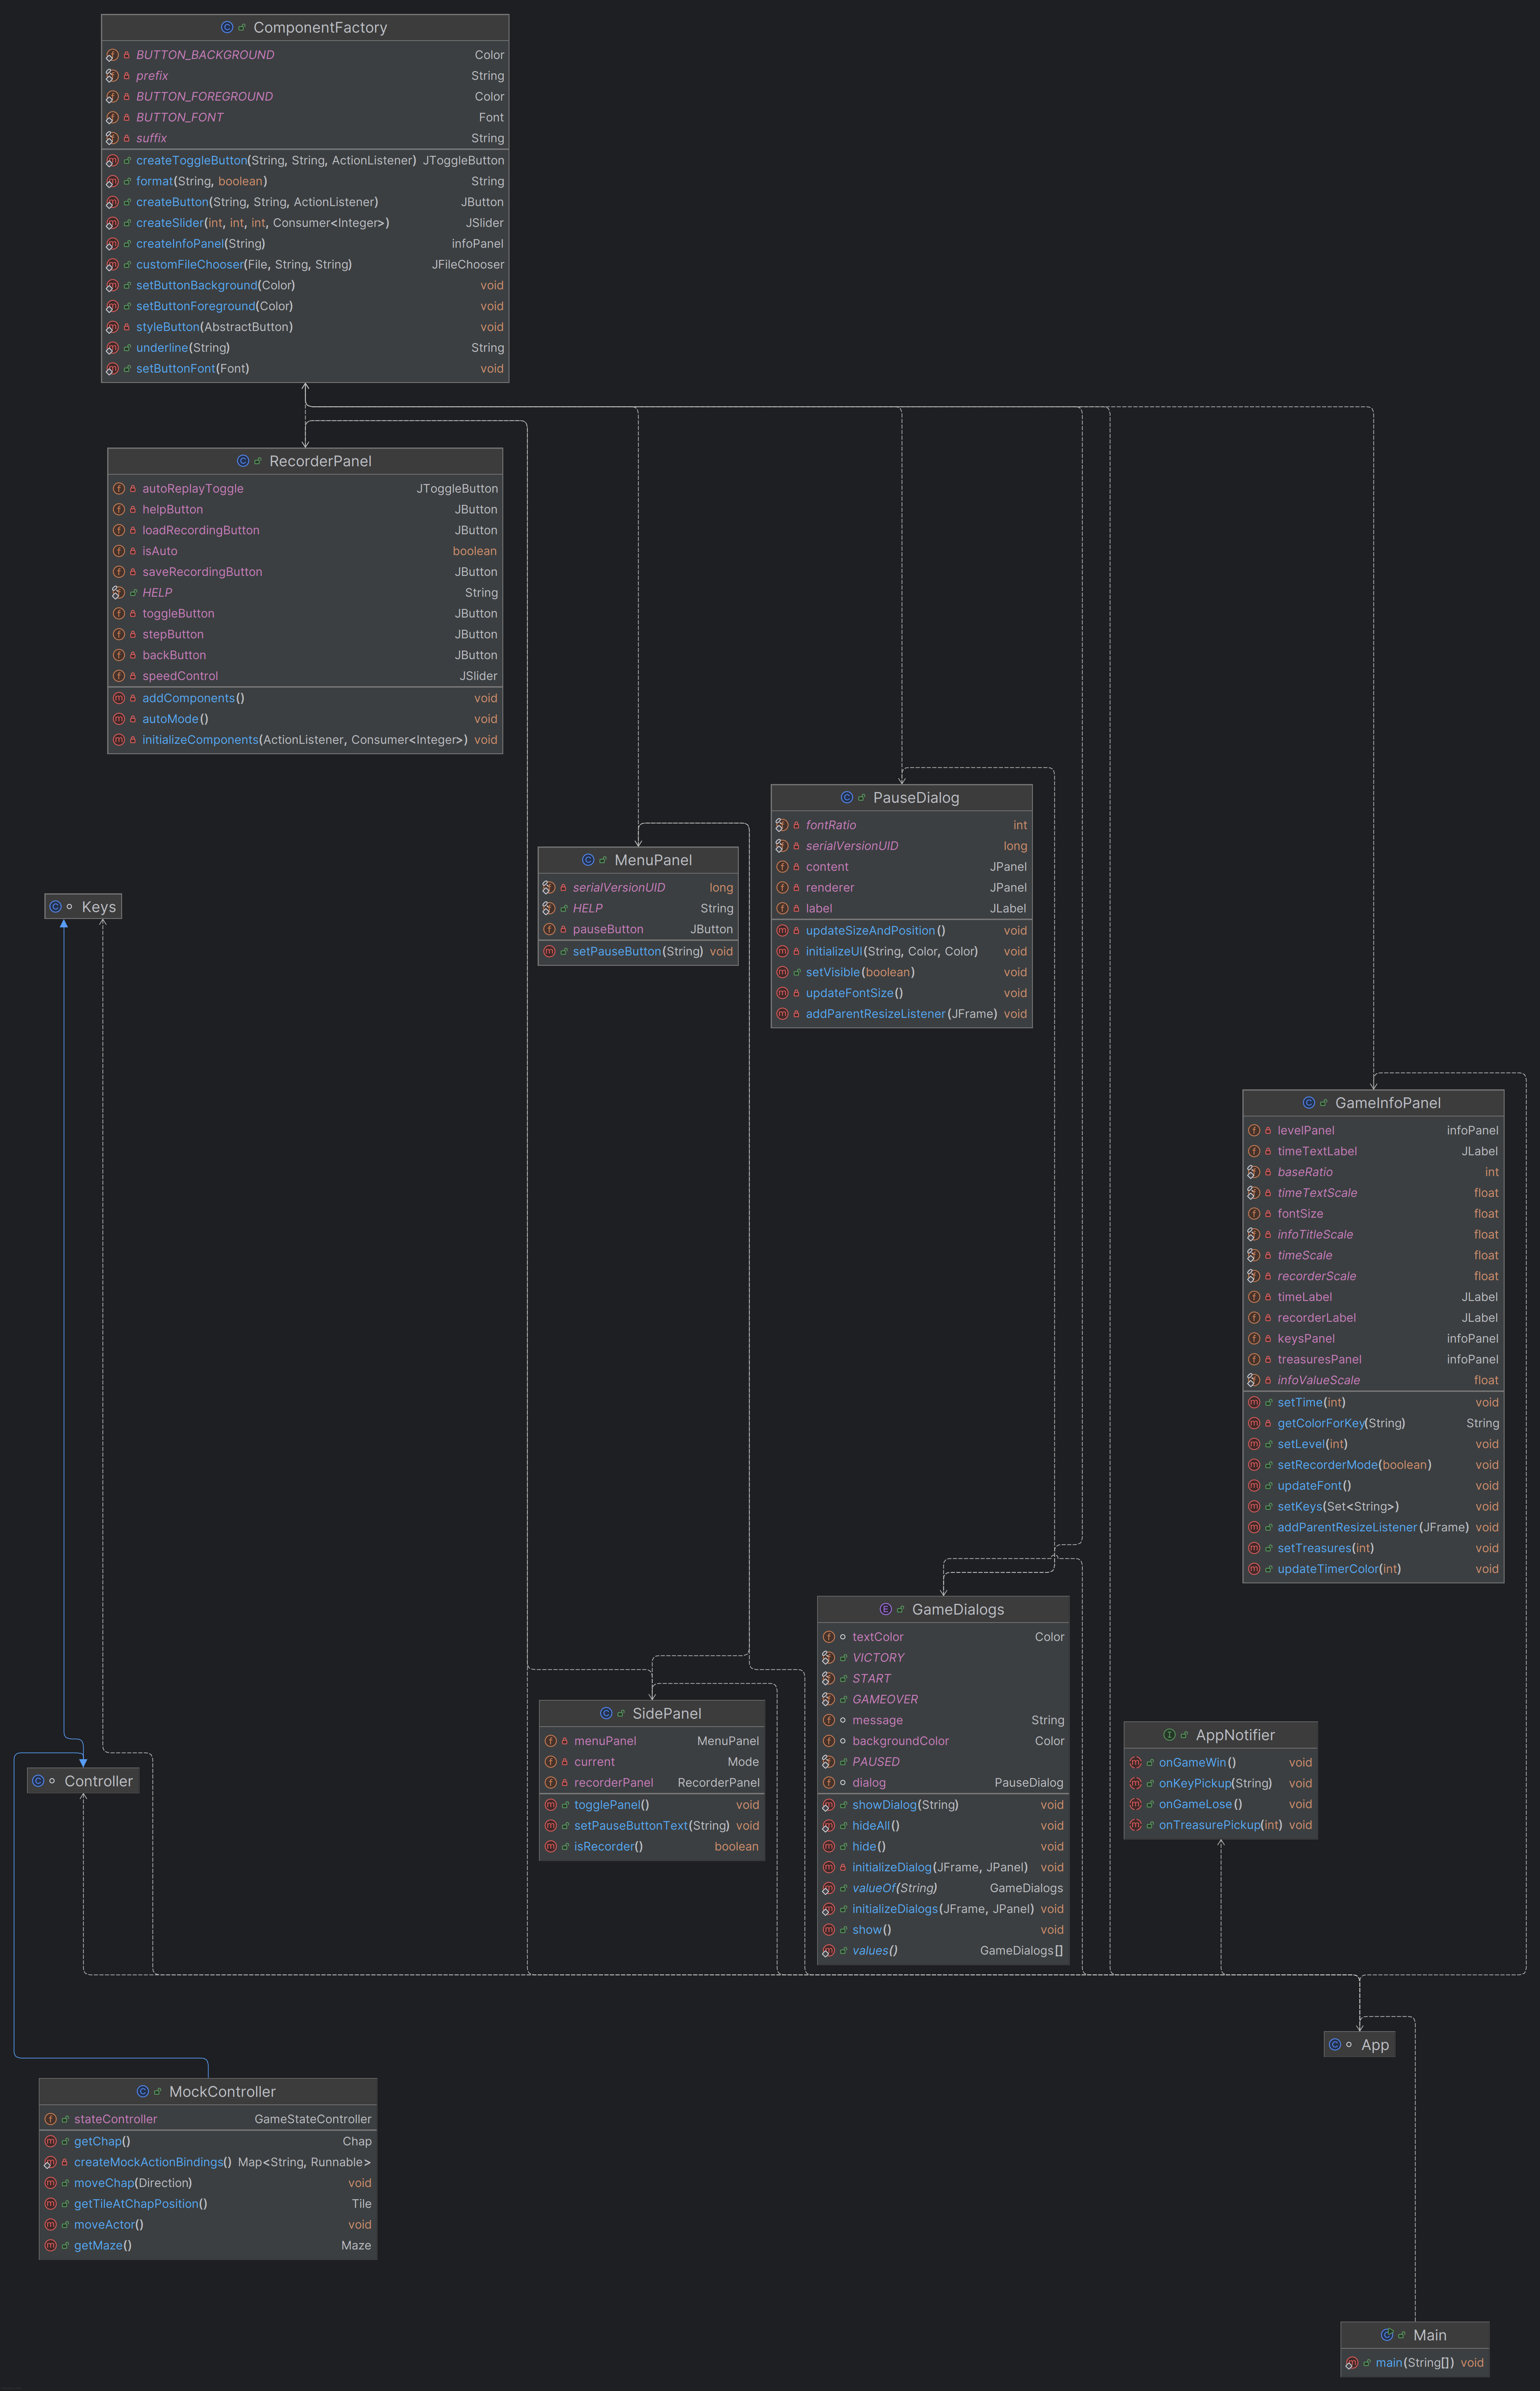 ComponentFactory
BUTTON_BACKGROUND Color
prefix String
BUTTON_FOREGROUND Color
BUTTON_FONT Font
suffix String
createToggleButton(String, String, ActionListener) JToggleButton
format(String, boolean) String
createButton(String, String, ActionListener) JButton
createSlider(int, int, int, Consumer<Integer>) JSlider
createInfoPanel(String) infoPanel
customFileChooser(File, String, String) JFileChooser
setButtonBackground(Color) void
setButtonForeground(Color) void
styleButton(AbstractButton) void
underline(String) String
setButtonFont(Font) void
RecorderPanel
autoReplayToggle JToggleButton
helpButton JButton
loadRecordingButton JButton
isAuto boolean
saveRecordingButton JButton
HELP String
toggleButton JButton
stepButton JButton
backButton JButton
speedControl JSlider
addComponents() void
autoMode() void
initializeComponents(ActionListener, Consumer<Integer>) void
PauseDialog
fontRatio int
serialVersionUID long
content JPanel
renderer JPanel
label JLabel
updateSizeAndPosition() void
initializeUI(String, Color, Color) void
setVisible(boolean) void
updateFontSize() void
addParentResizeListener(JFrame) void
MenuPanel
serialVersionUID long
HELP String
pauseButton JButton
setPauseButton(String) void
Keys
GameInfoPanel
levelPanel infoPanel
timeTextLabel JLabel
baseRatio int
timeTextScale float
fontSize float
infoTitleScale float
timeScale float
recorderScale float
timeLabel JLabel
recorderLabel JLabel
keysPanel infoPanel
treasuresPanel infoPanel
infoValueScale float
setTime(int) void
getColorForKey(String) String
setLevel(int) void
setRecorderMode(boolean) void
updateFont() void
setKeys(Set<String>) void
addParentResizeListener(JFrame) void
setTreasures(int) void
updateTimerColor(int) void
GameDialogs
textColor Color
VICTORY
START
GAMEOVER
message String
backgroundColor Color
PAUSED
dialog PauseDialog
showDialog(String) void
hideAll() void
hide() void
initializeDialog(JFrame, JPanel) void
valueOf(String) GameDialogs
initializeDialogs(JFrame, JPanel) void
show() void
values() GameDialogs[]
SidePanel
menuPanel MenuPanel
current Mode
recorderPanel RecorderPanel
togglePanel() void
setPauseButtonText(String) void
isRecorder() boolean
AppNotifier
onGameWin() void
onKeyPickup(String) void
onGameLose() void
onTreasurePickup(int) void
Controller
App
MockController
stateController GameStateController
getChap() Chap
createMockActionBindings() Map<String, Runnable>
moveChap(Direction) void
getTileAtChapPosition() Tile
moveActor() void
getMaze() Maze
Main
main(String[]) void